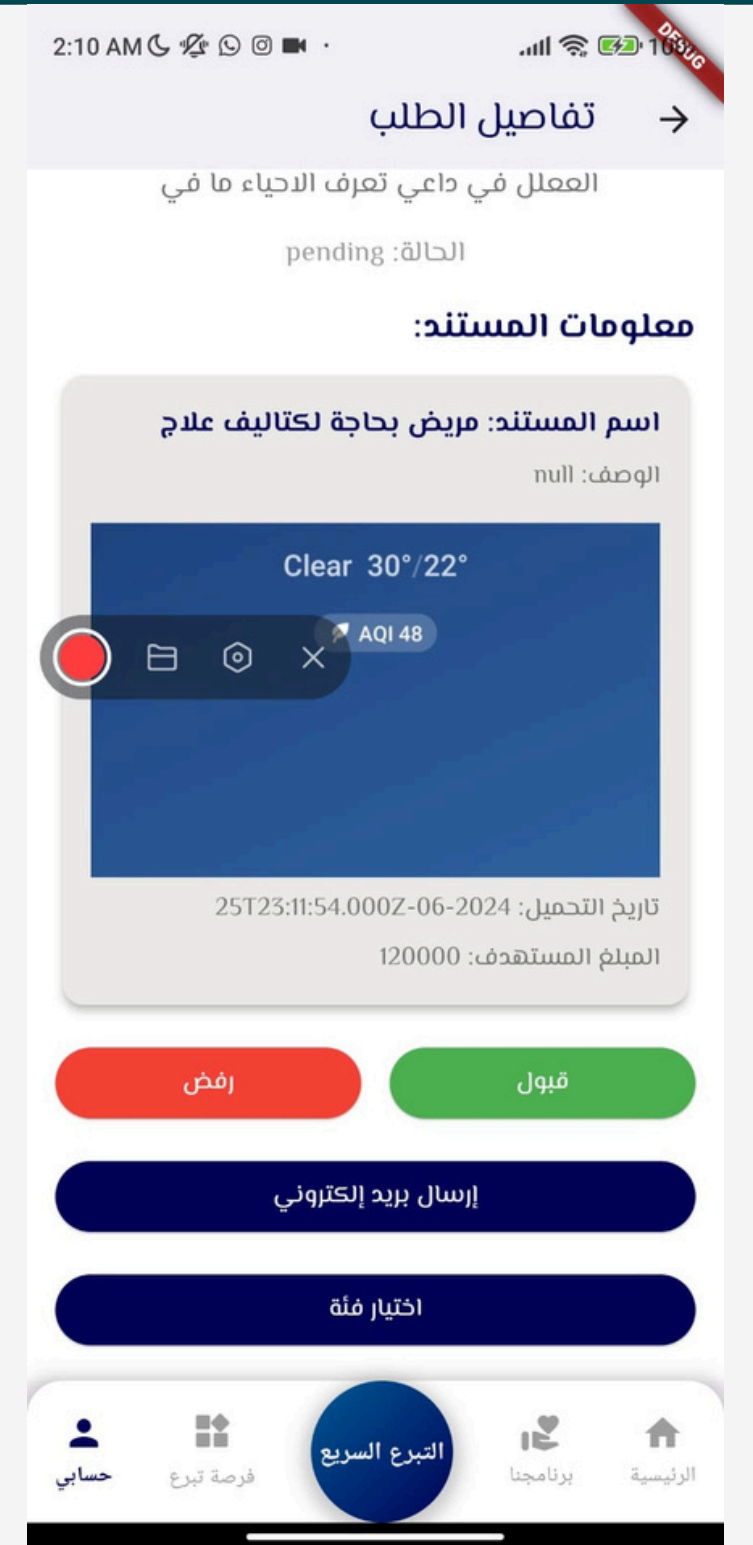 2:10 AM
100%
DEBUG
تفاصيل الطلب
العملل في داعي تعرف الاحياء ما في
الحالة: pending
معلومات المستند:
اسم المستند: مريض بحاجة لكتاليف علاج
الوصف: null
Clear 30°/22°
AQI 48
تاريخ التحميل: 2024-06-25T23:11:54.000Z
المبلغ المستهدف: 120000
قبول
رفض
إرسال بريد إلكتروني
اختيار فئة
الرئيسية
برنامجنا
التبرع السريع
فرصة تبرع
حسابي